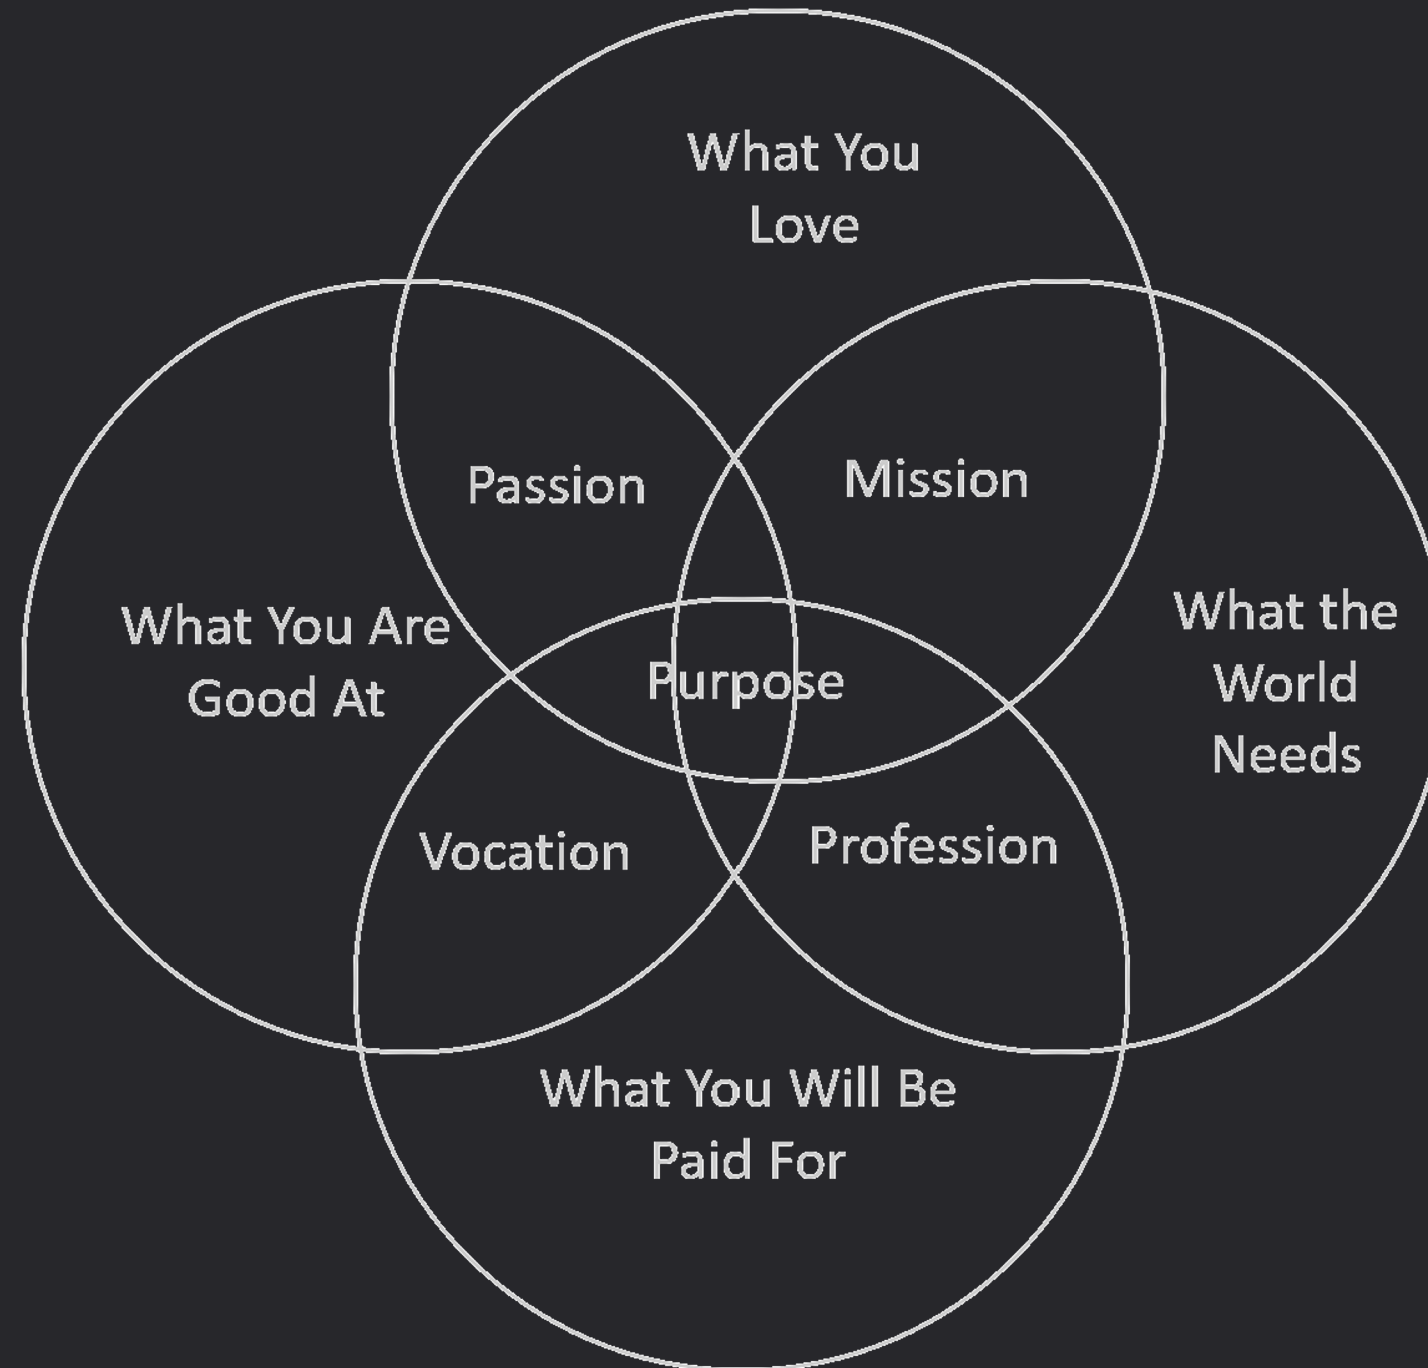 What You
Love
Passion
Mission
What You Are
Good At
Purpose
What the
World
Needs
Vocation
Profession
What You Will Be
Paid For